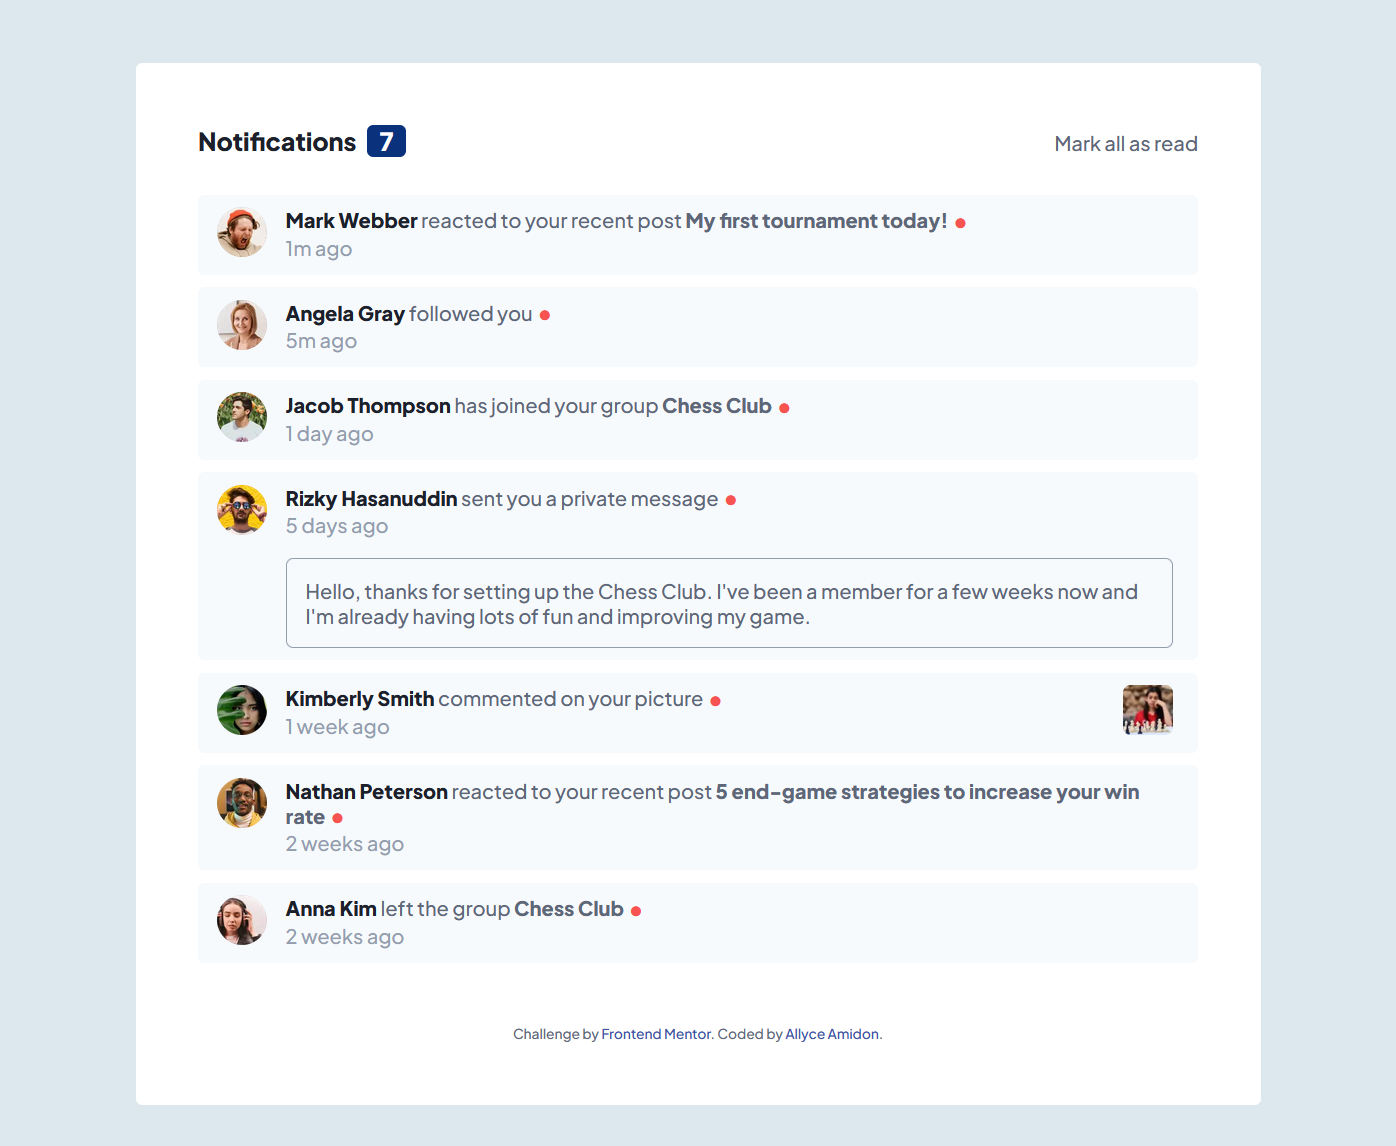 Notifications 7
Mark all as read
Mark Webber reacted to your recent post My first tournament today!
1m ago
Angela Gray followed you
5m ago
Jacob Thompson has joined your group Chess Club
1 day ago
Rizky Hasanuddin sent you a private message
5 days ago
Hello, thanks for setting up the Chess Club. I've been a member for a few weeks now and
I'm already having lots of fun and improving my game.
Kimberly Smith commented on your picture
1 week ago
Nathan Peterson reacted to your recent post 5 end-game strategies to increase your win
rate
2 weeks ago
Anna Kim left the group Chess Club
2 weeks ago
Challenge by Frontend Mentor. Coded by Allyce Amidon.